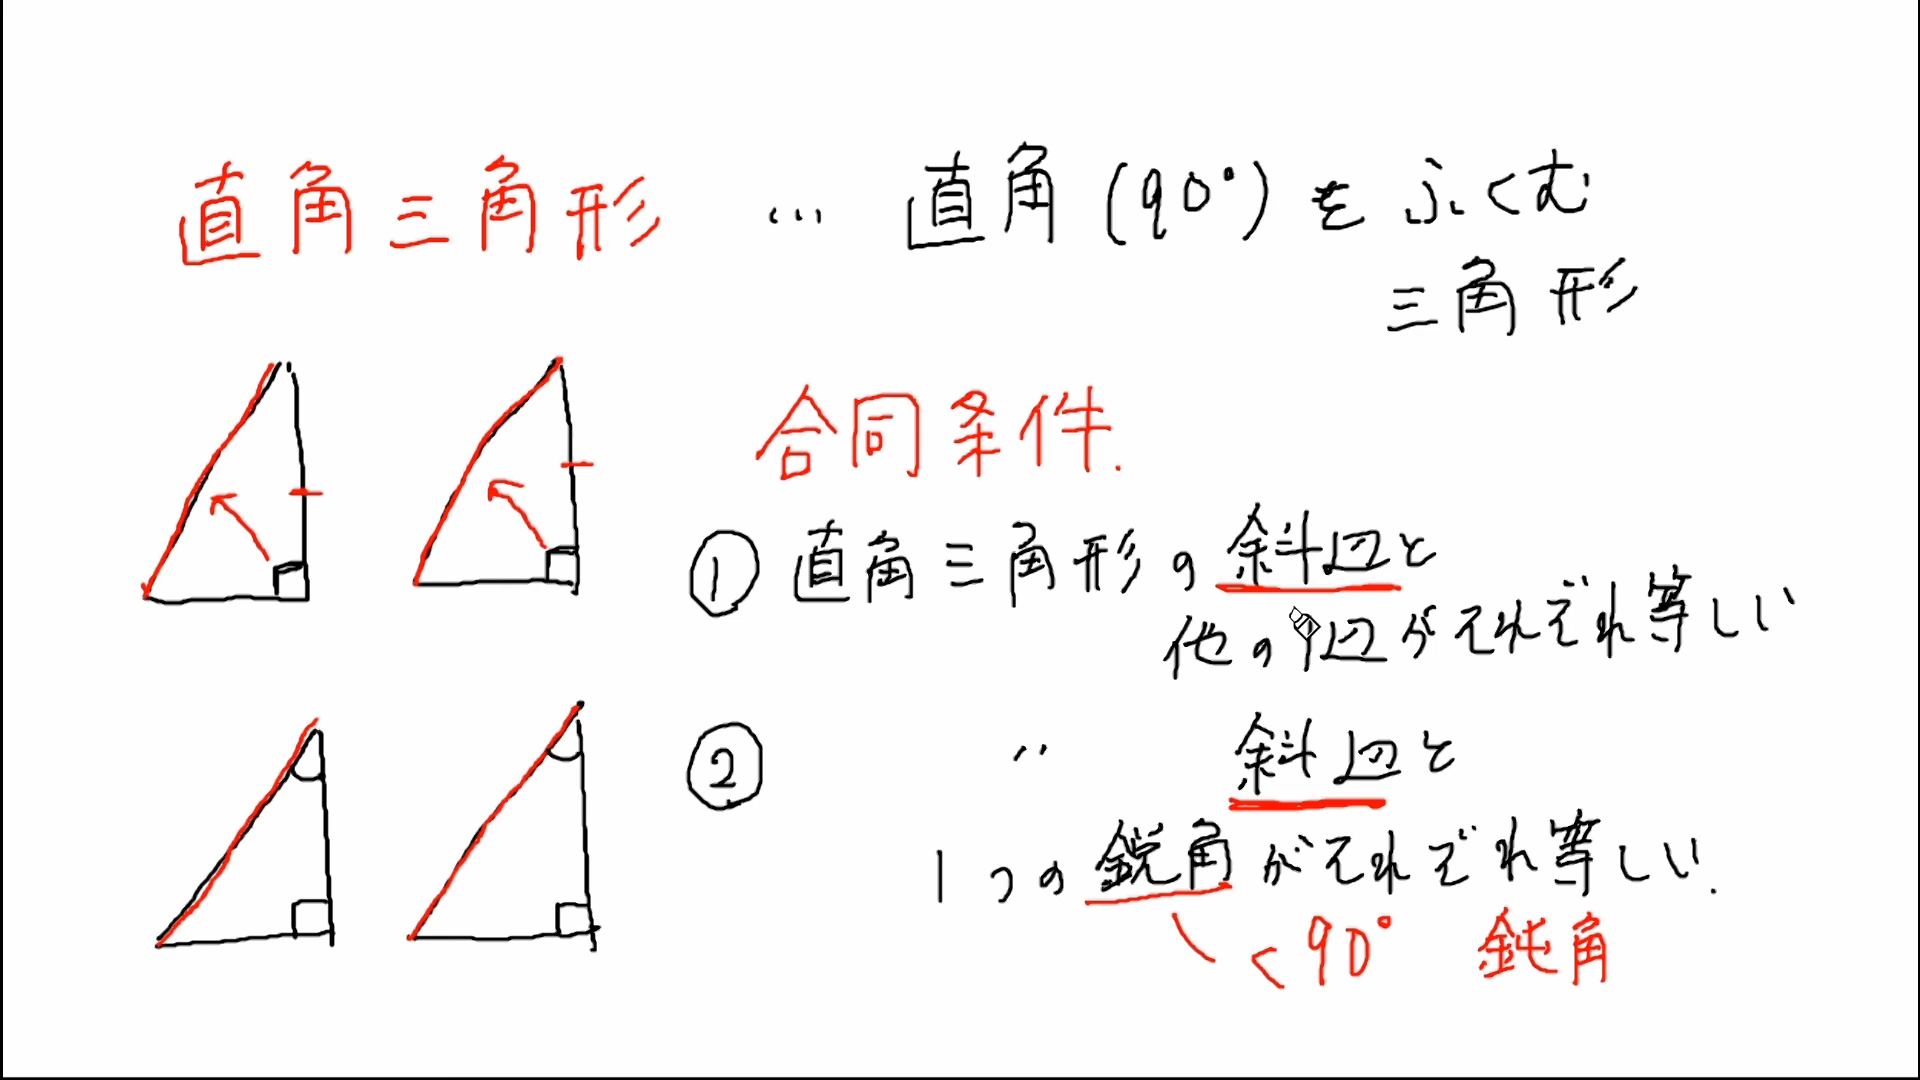 直角三角形 … 直角(90°)をふくむ
三角形
合同条件.
① 直角三角形の斜辺と
他の1辺がそれぞれ等しい
② 〃 斜辺と
1つの鋭角がそれぞれ等しい.
<90° 鈍角